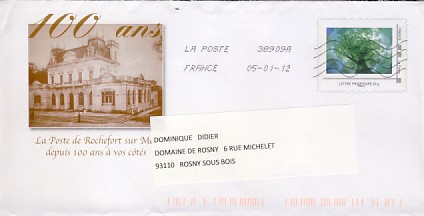 100 ans
LA POSTE 38909A
FRANCE 05-01-12
LETTRE PRIORITAIRE 20g
La Poste de Rochefort sur Me
depuis 100 ans à vos côtés
DOMINIQUE DIDIER
DOMAINE DE ROSNY 6 RUE MICHELET
93110 ROSNY SOUS BOIS